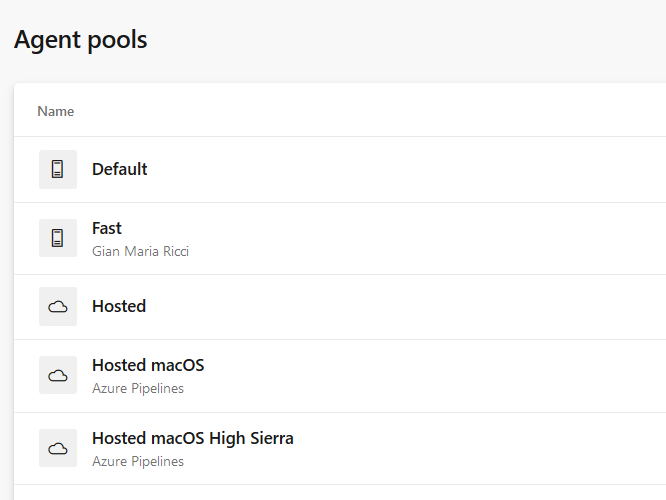 Agent pools
Name
Default
Fast
Gian Maria Ricci
Hosted
Hosted macOS
Azure Pipelines
Hosted macOS High Sierra
Azure Pipelines